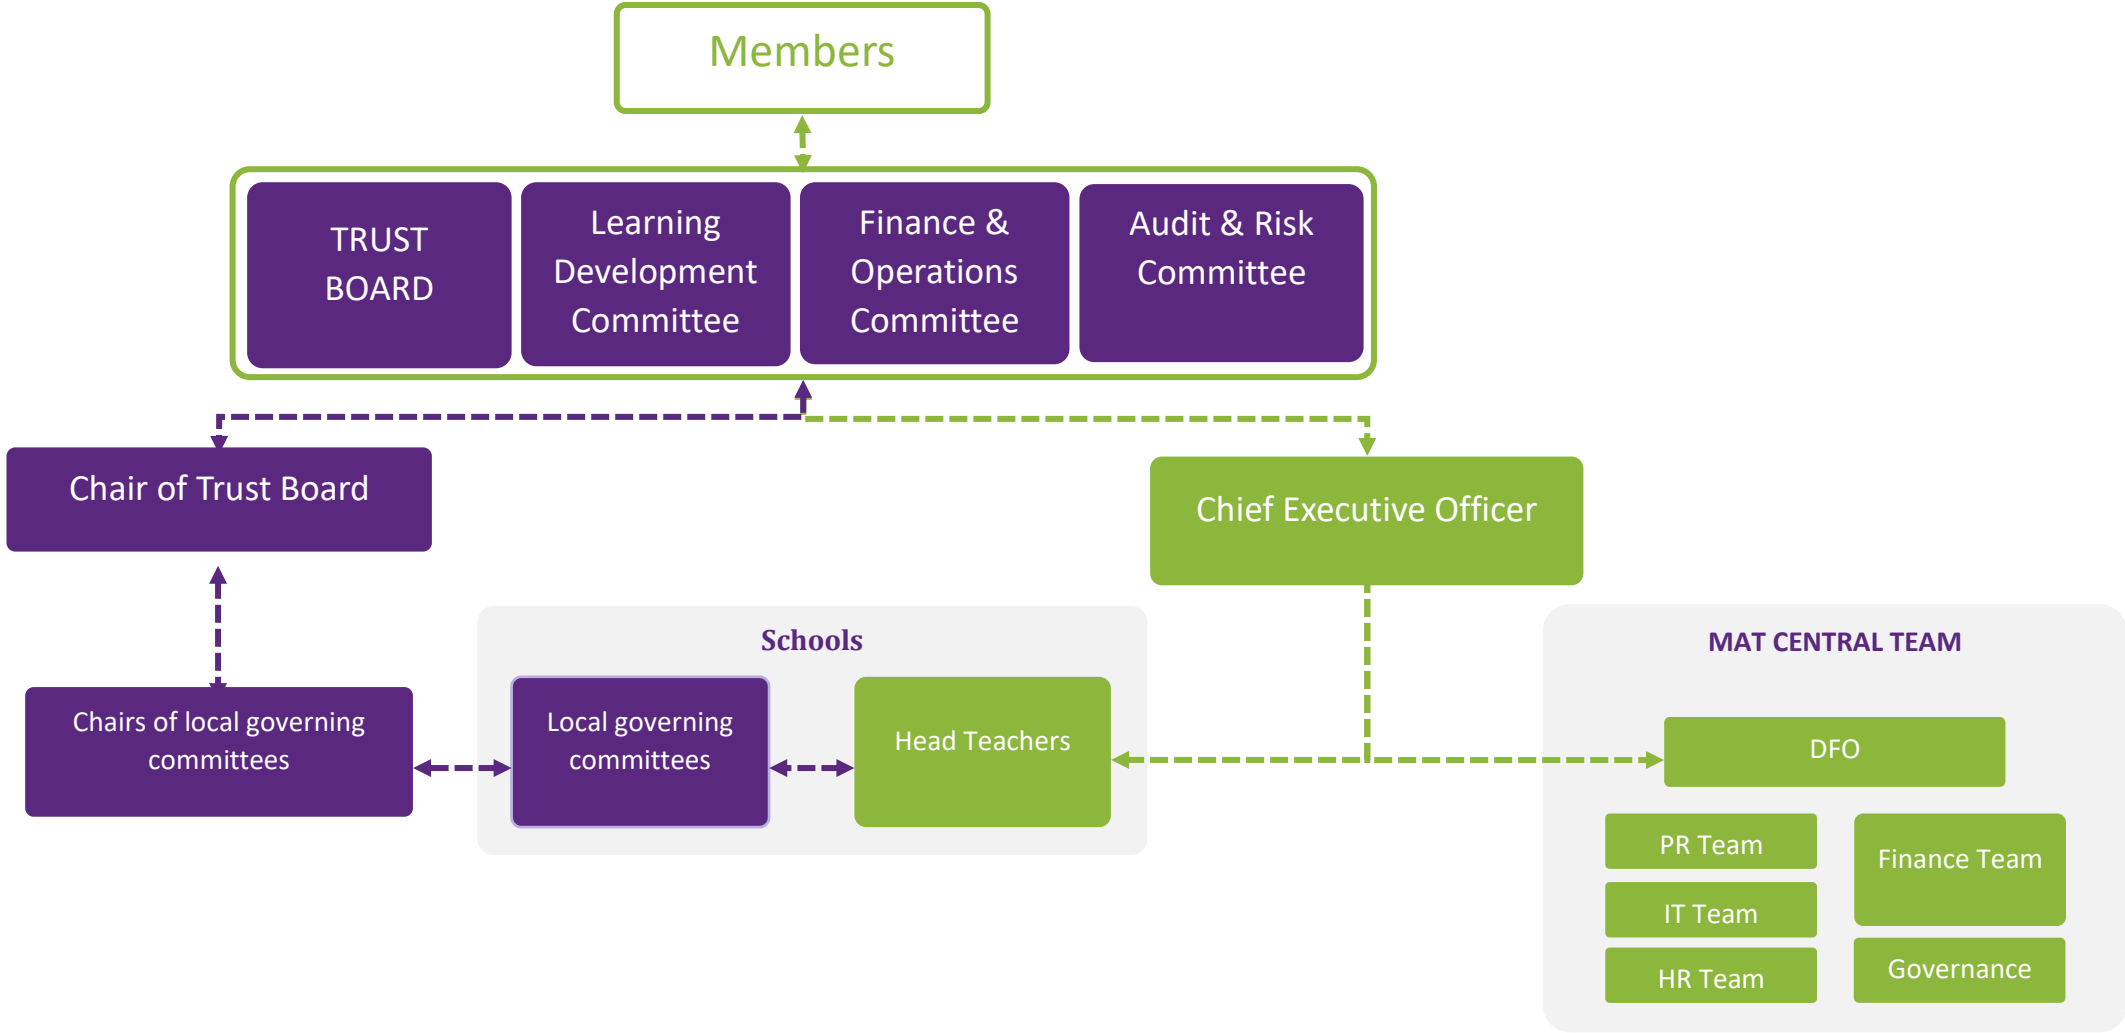 Members
TRUST
BOARD
Learning
Development
Committee
Finance &
Operations
Committee
Audit & Risk
Committee
Chair of Trust Board
Chief Executive Officer
Schools
MAT CENTRAL TEAM
Chairs of local governing
committees
Local governing
committees
Head Teachers
DFO
PR Team
Finance Team
IT Team
HR Team
Governance